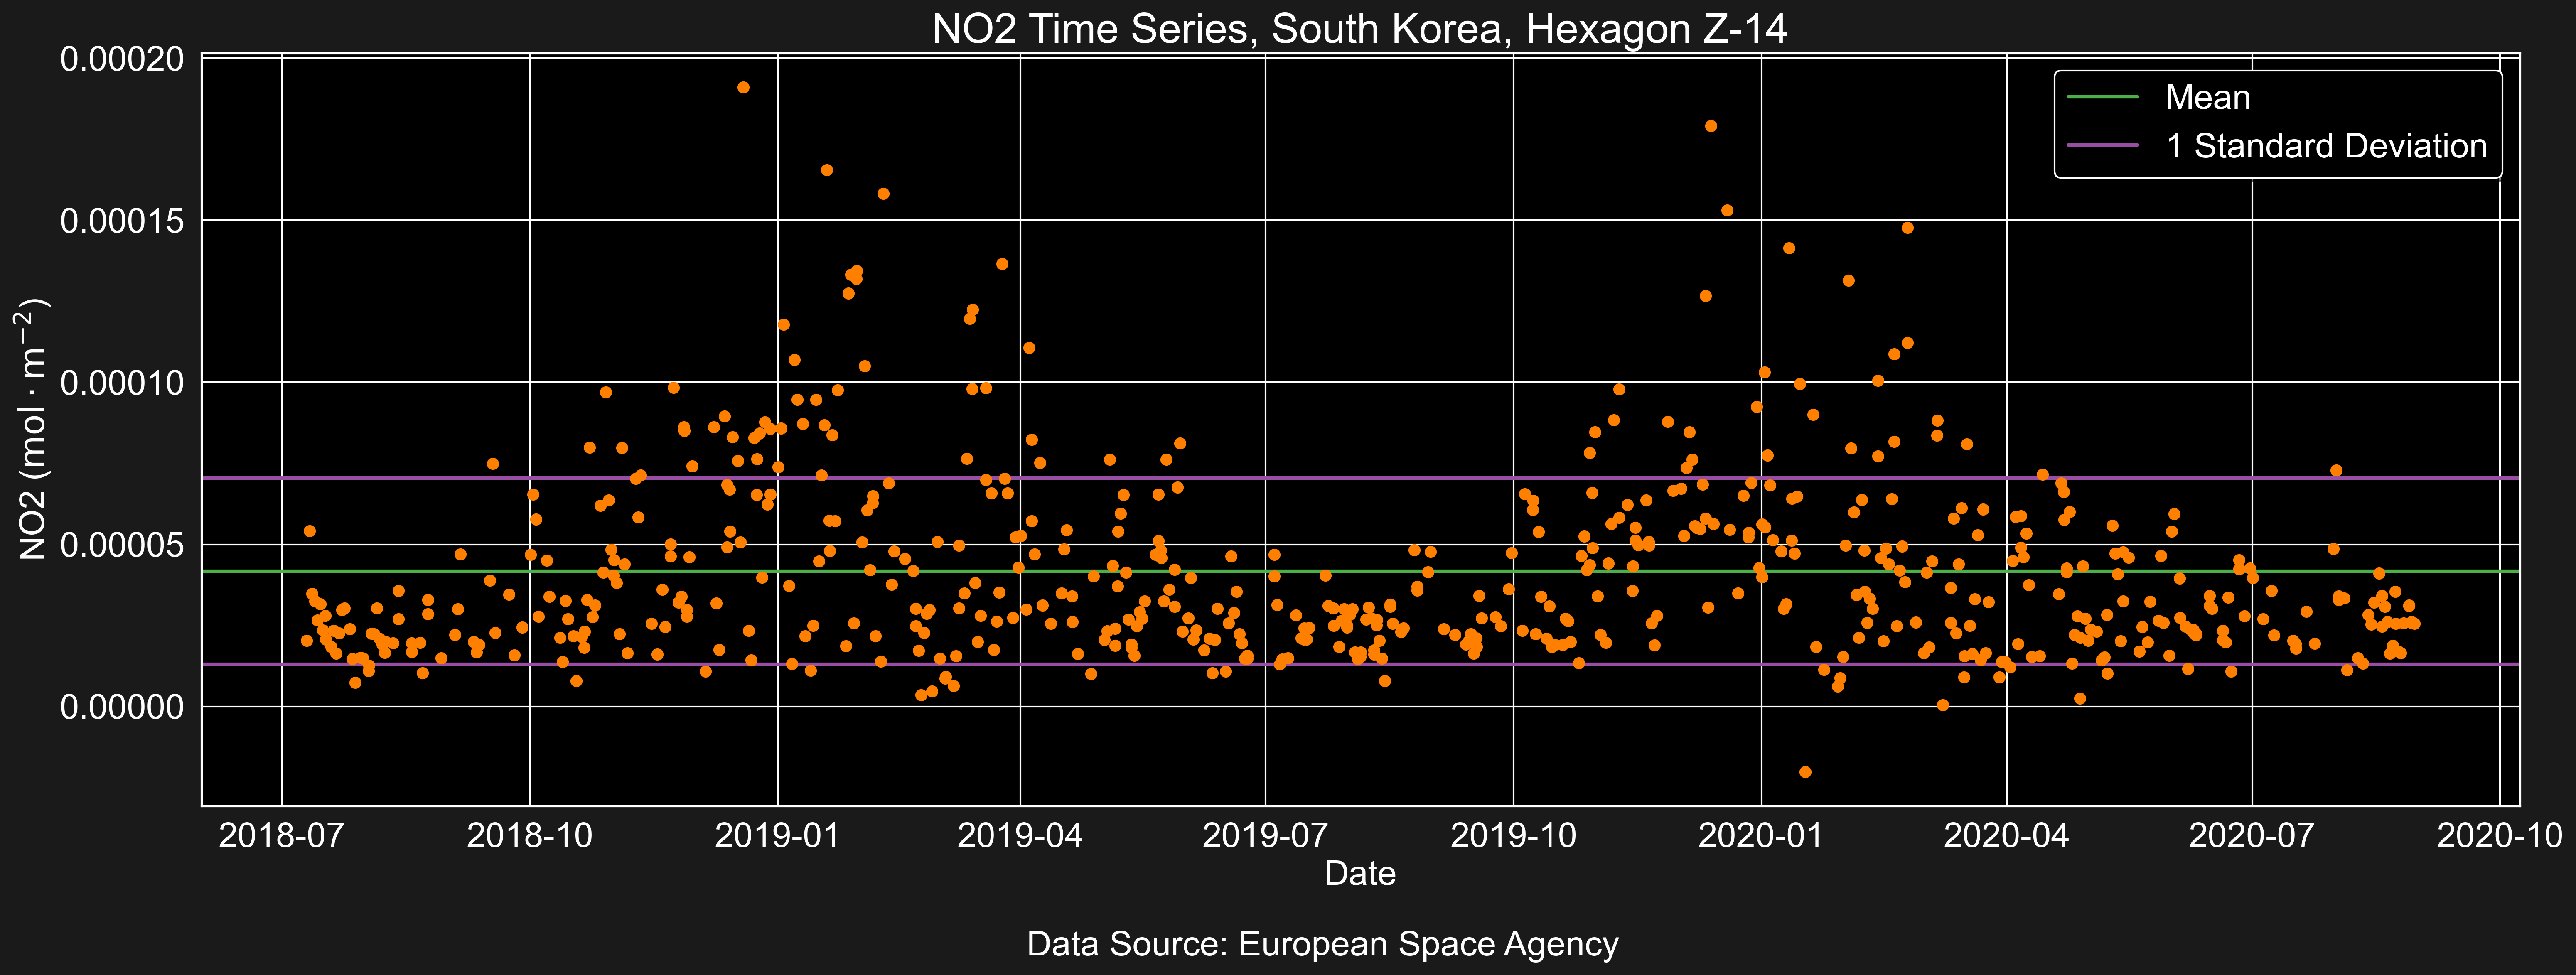 NO2 Time Series, South Korea, Hexagon Z-14
0.00020
0.00015
0.00010
0.00005
0.00000
NO2 (mol · m⁻²)
Mean
1 Standard Deviation
2018-07 2018-10 2019-01 2019-04 2019-07 2019-10 2020-01 2020-04 2020-07 2020-10
Date
Data Source: European Space Agency